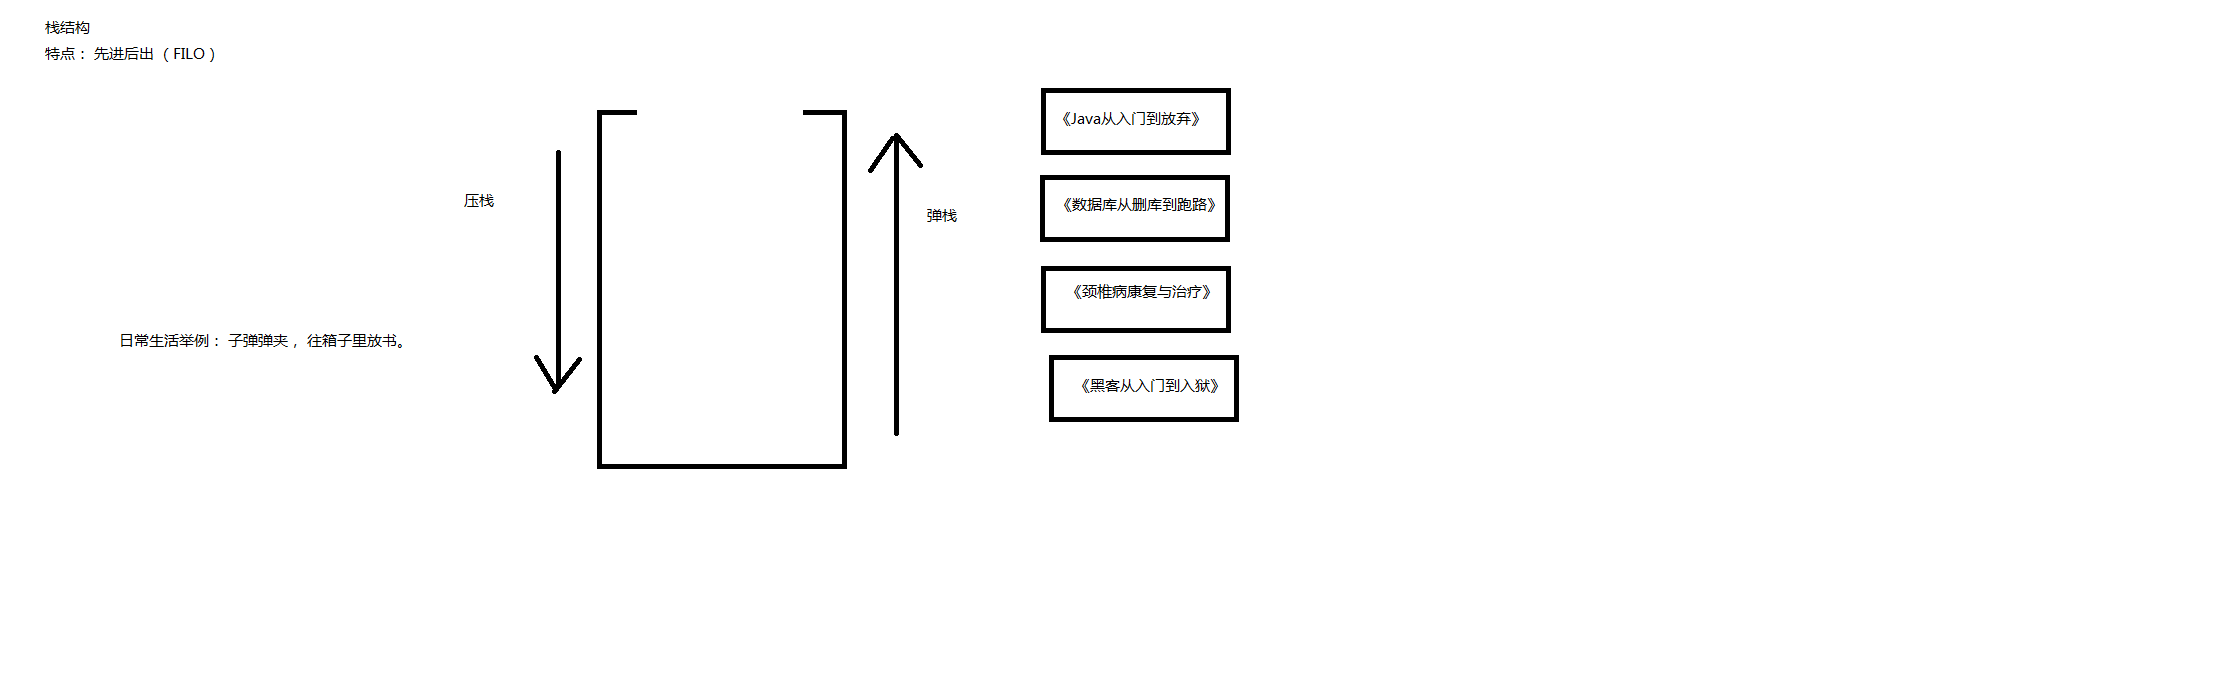 栈结构
特点： 先进后出 （ FILO ）
《Java从入门到放弃》
《数据库从删库到跑路》
压栈
弹栈
《颈椎病康复与治疗》
日常生活举例： 子弹弹夹， 往箱子里放书。
《黑客从入门到入狱》